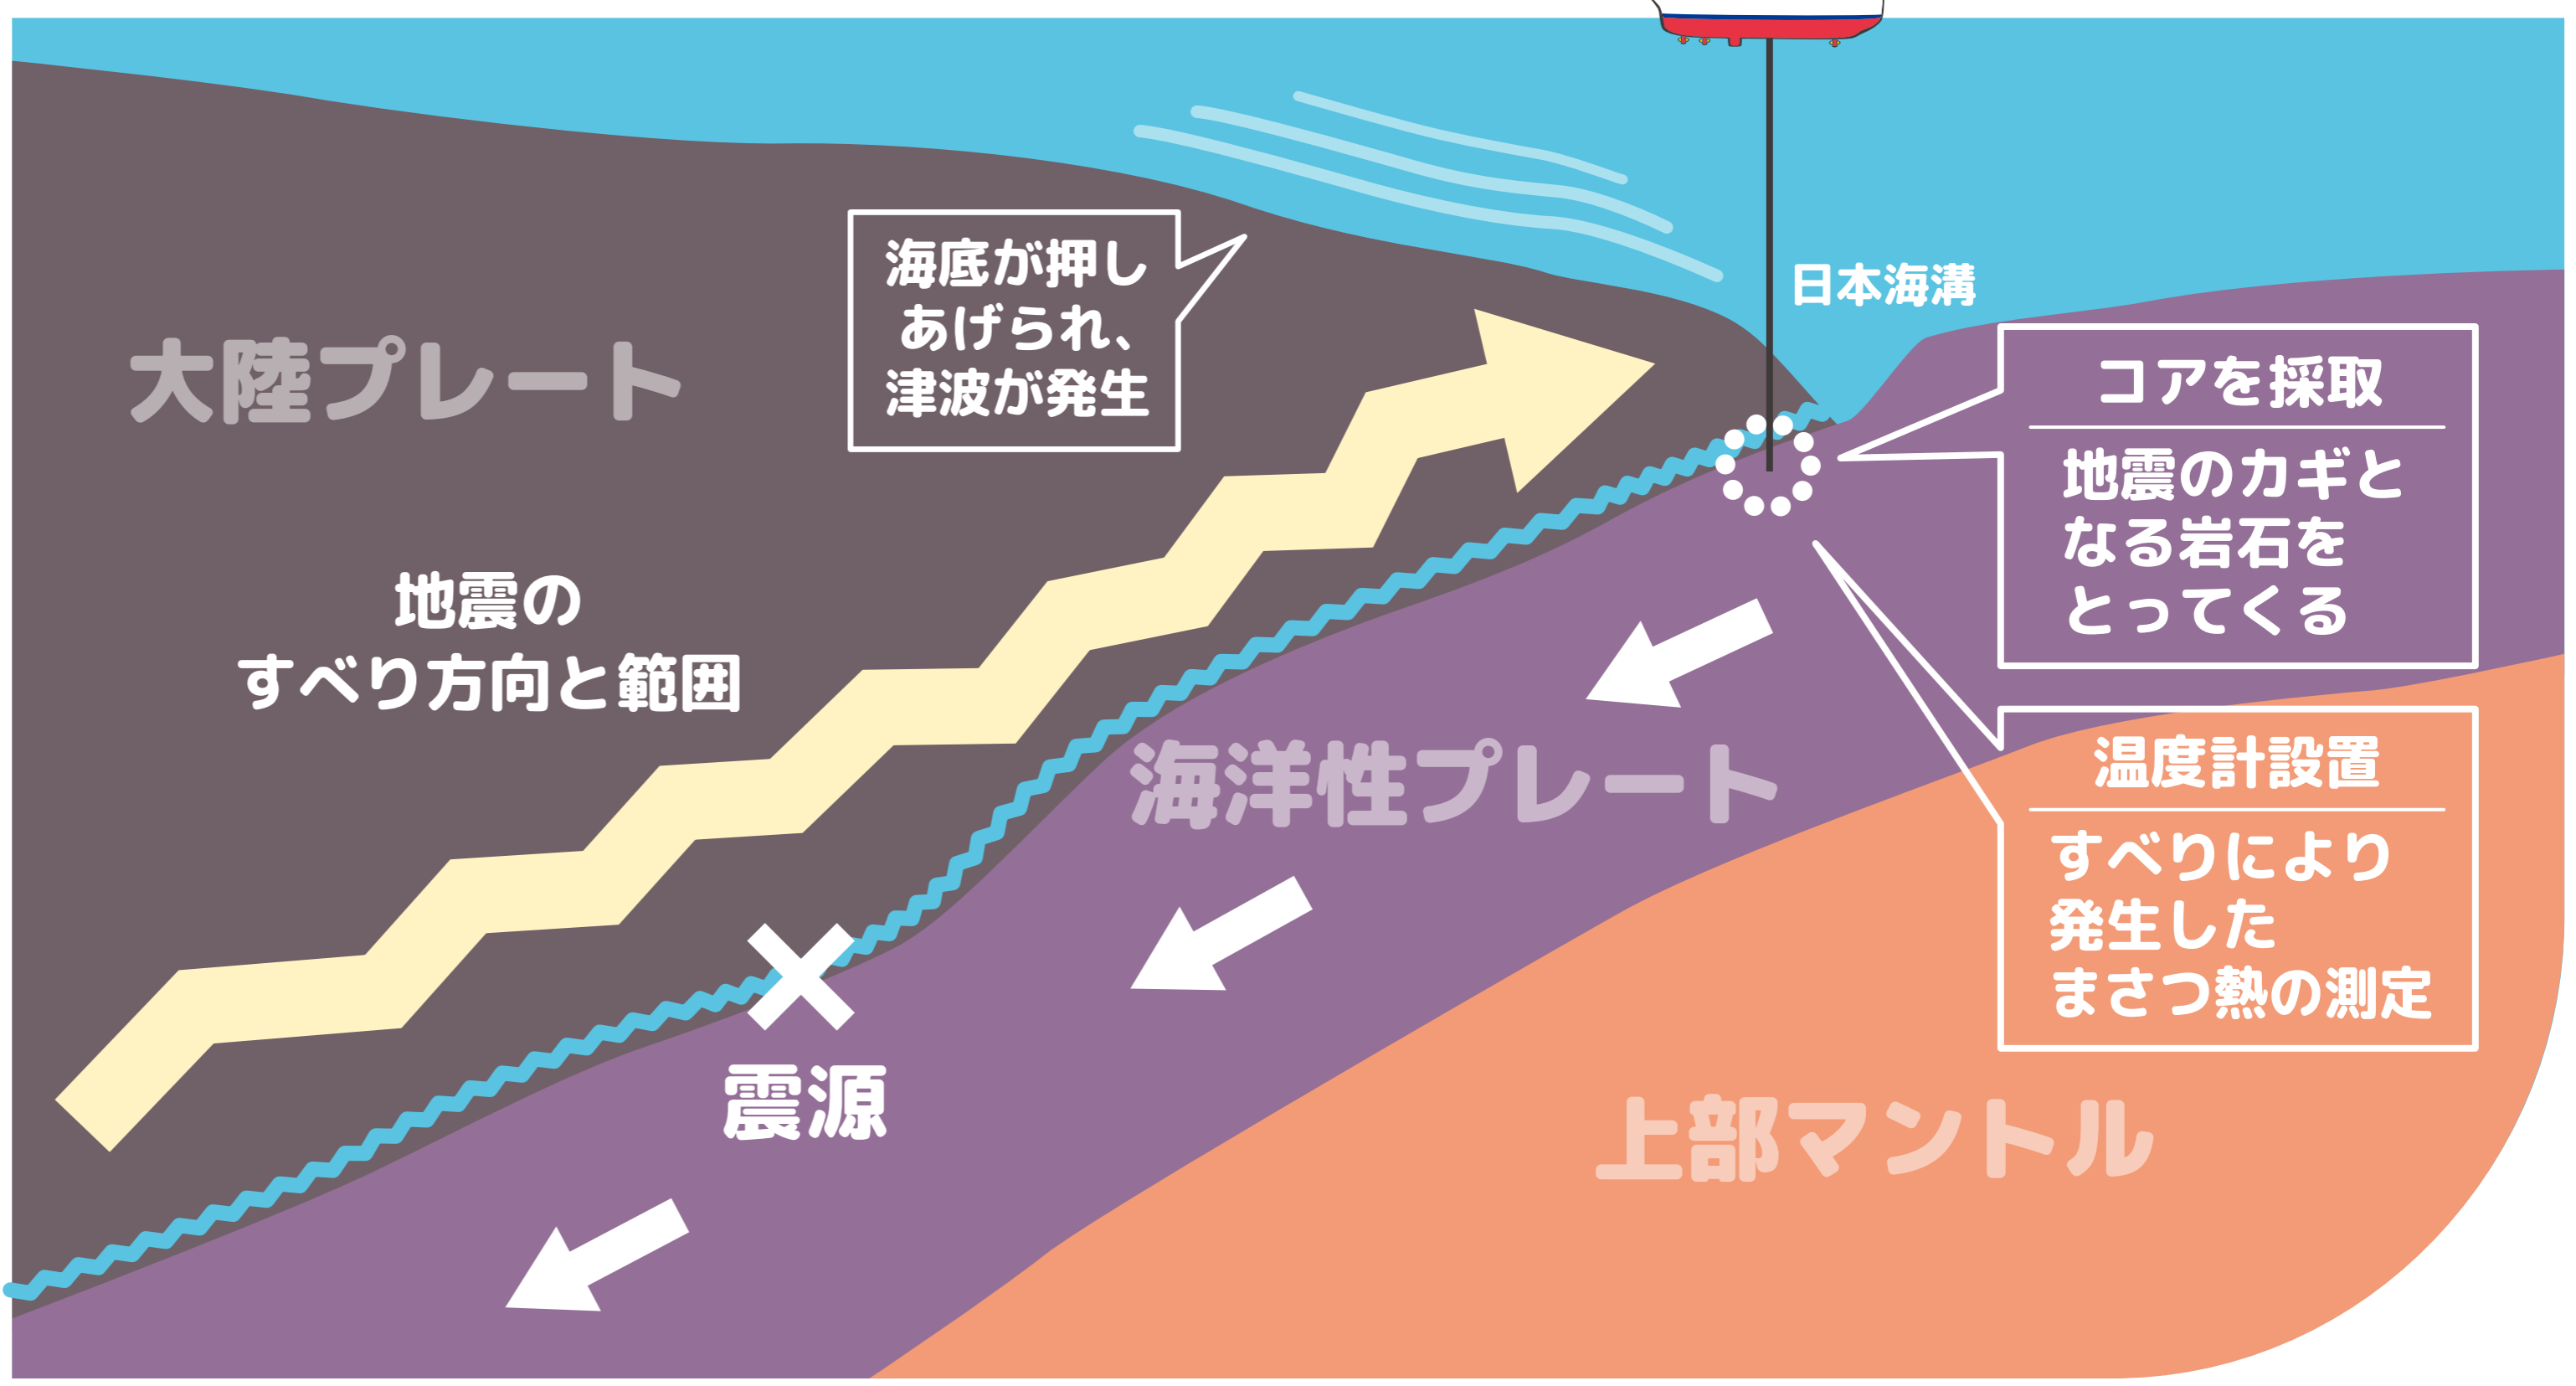 日本海溝
海底が押し
あげられ、
津波が発生
大陸プレート
地震の
すべり方向と範囲
コアを採取
地震のカギと
なる岩石を
とってくる
海洋性プレート
温度計設置
すべりにより
発生した
まさつ熱の測定
震源
上部マントル